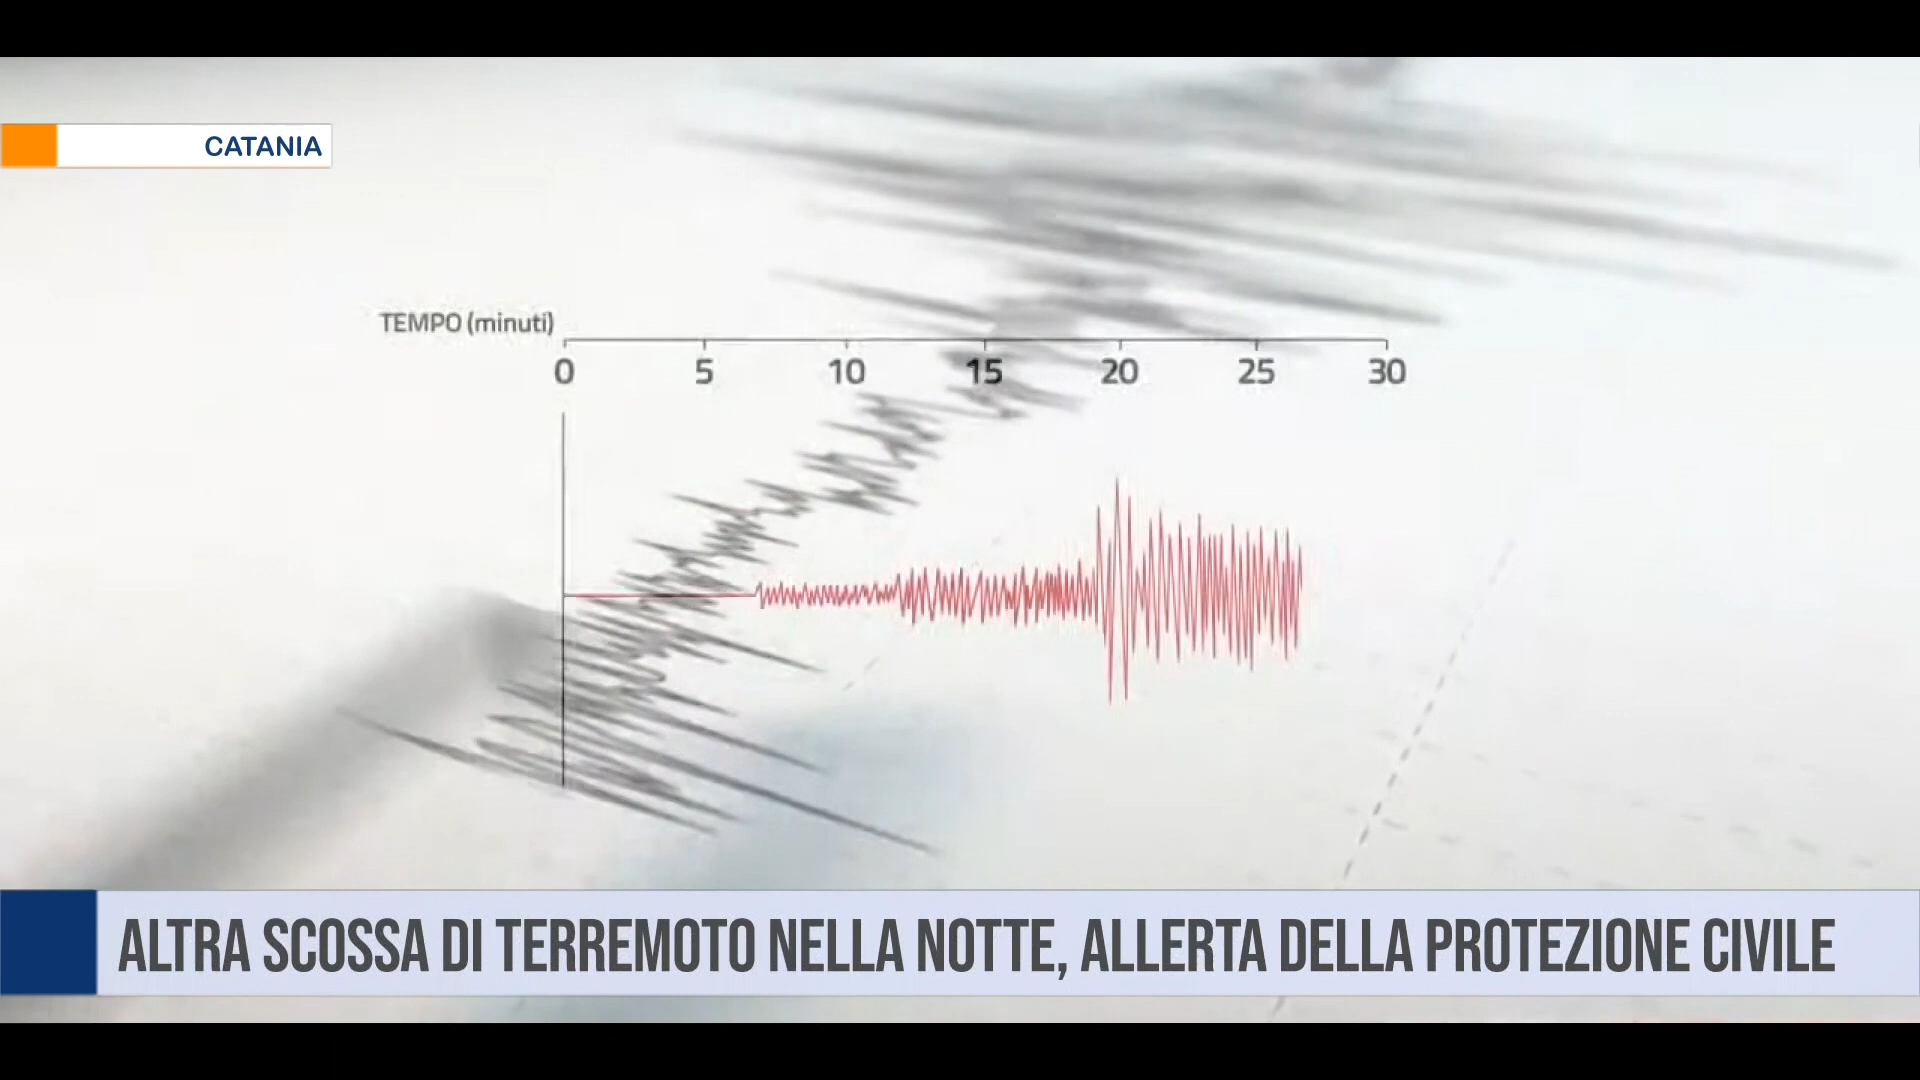 CATANIA
TEMPO (minuti)
0 5 10 15 20 25 30
ALTRA SCOSSA DI TERREMOTO NELLA NOTTE, ALLERTA DELLA PROTEZIONE CIVILE